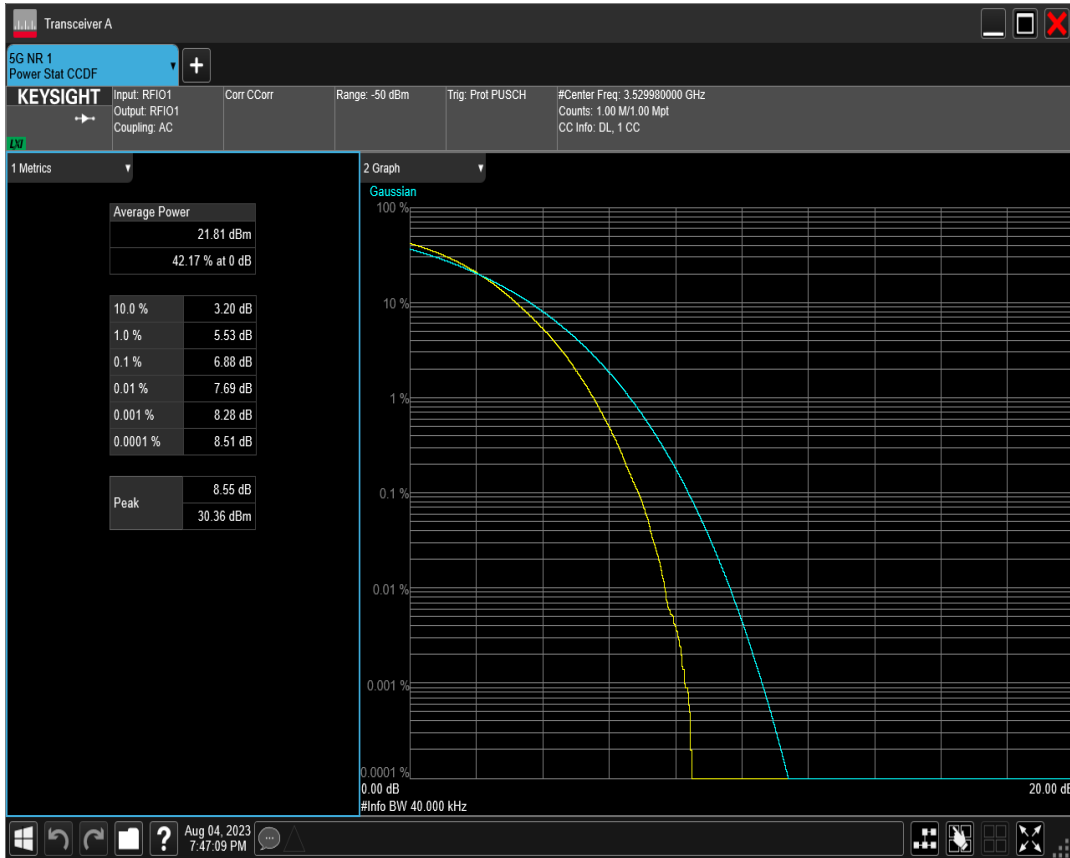 Transceiver A
5G NR 1
Power Stat CCDF
KEYSIGHT
LXI
Input: RFIO1
Output: RFIO1
Coupling: AC
Corr CCorr
Range: -50 dBm
Trig: Prot PUSCH
#Center Freq: 3.529980000 GHz
Counts: 1.00 M/1.00 Mpt
CC Info: DL, 1 CC
1 Metrics
Average Power
21.81 dBm
42.17 % at 0 dB
10.0 % 3.20 dB
1.0 % 5.53 dB
0.1 % 6.88 dB
0.01 % 7.69 dB
0.001 % 8.28 dB
0.0001 % 8.51 dB
Peak
8.55 dB
30.36 dBm
2 Graph
Gaussian
100 %
10 %
1 %
0.1 %
0.01 %
0.001 %
0.0001 %
0.00 dB 20.00 dB
#Info BW 40.000 kHz
Aug 04, 2023
7:47:09 PM